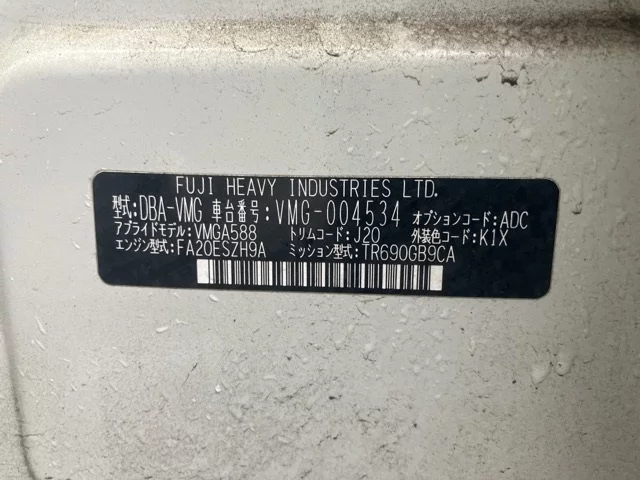 FUJI HEAVY INDUSTRIES LTD.
型式:DBA-VMG 車台番号:VMG-004534 オプションコード:ADC
アプライドモデル:VMGA588 トリムコード:J20 外装色コード:K1X
エンジン型式:FA20ESZH9A ミッション型式:TR690GB9CA